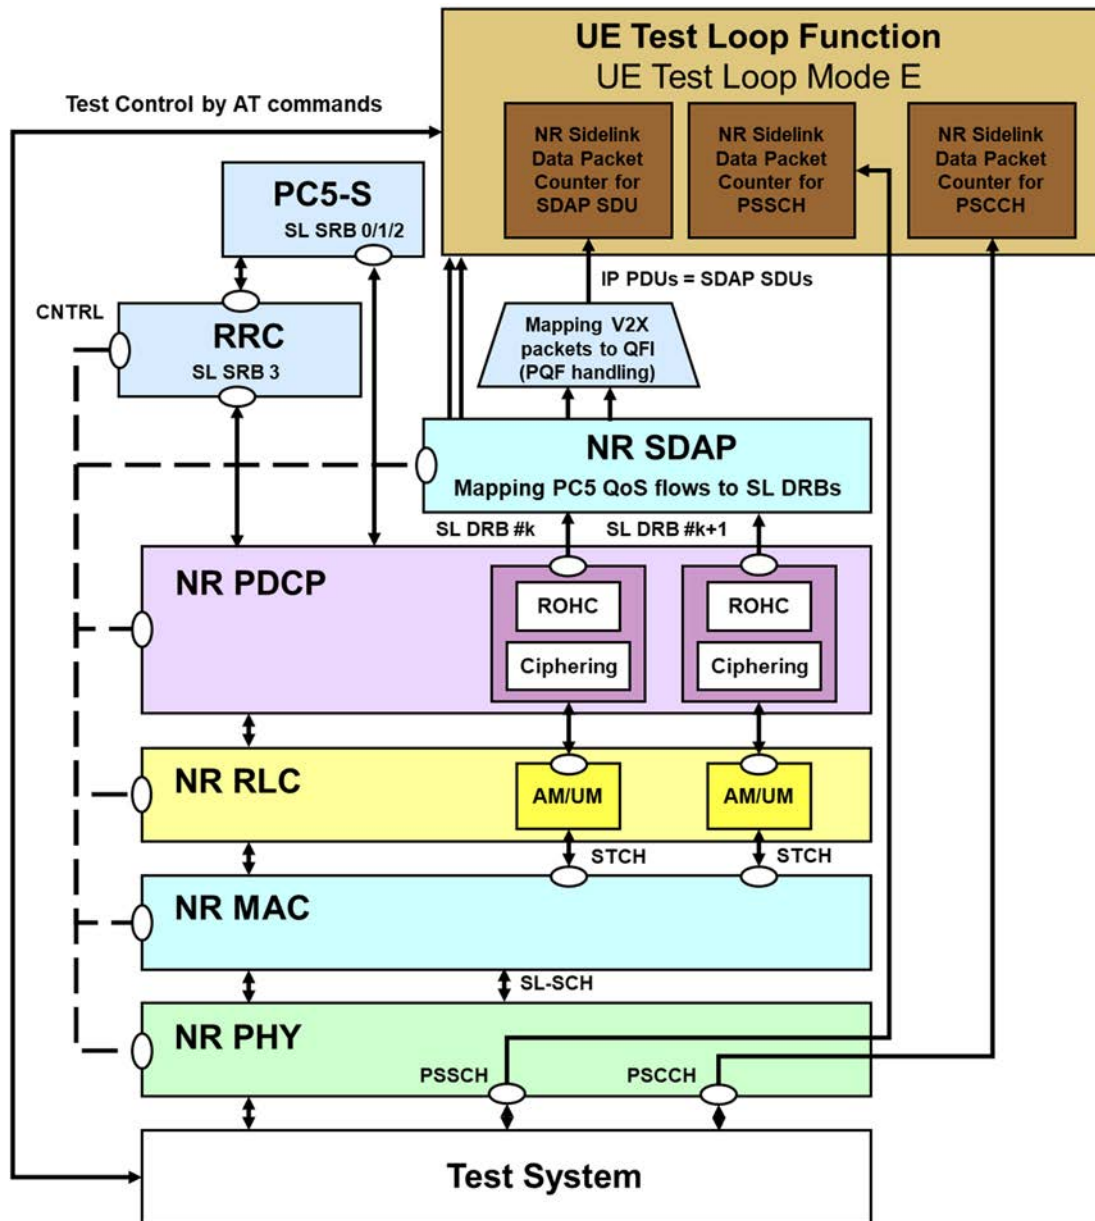 UE Test Loop Function
UE Test Loop Mode E
Test Control by AT commands
NR Sidelink
Data Packet
Counter for
SDAP SDU
NR Sidelink
Data Packet
Counter for
PSSCH
NR Sidelink
Data Packet
Counter for
PSCCH
PC5-S
SL SRB 0/1/2
IP PDUs = SDAP SDUs
CNTRL
RRC
SL SRB 3
Mapping V2X
packets to QFI
(PQF handling)
NR SDAP
Mapping PC5 QoS flows to SL DRBs
SL DRB #k
SL DRB #k+1
NR PDCP
ROHC
ROHC
Ciphering
Ciphering
NR RLC
AM/UM
AM/UM
STCH
STCH
NR MAC
SL-SCH
NR PHY
PSSCH
PSCCH
Test System